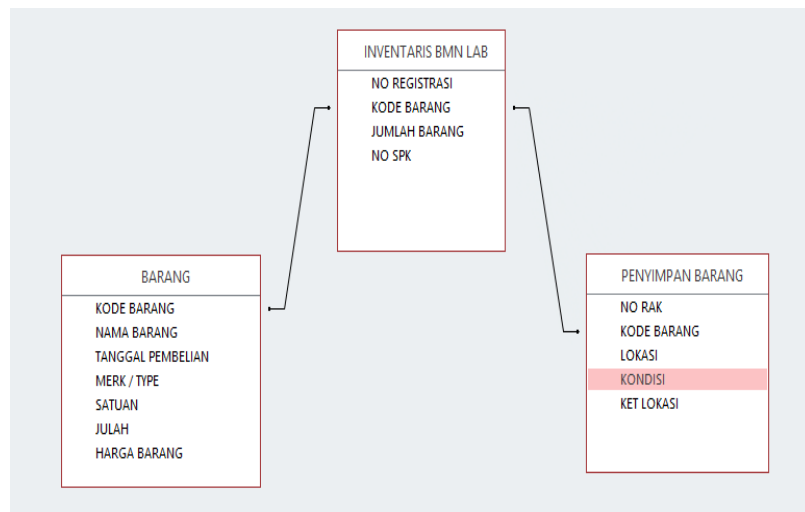 INVENTARIS BMN LAB
NO REGISTRASI
KODE BARANG
JUMLAH BARANG
NO SPK
BARANG
KODE BARANG
NAMA BARANG
TANGGAL PEMBELIAN
MERK / TYPE
SATUAN
JULAH
HARGA BARANG
PENYIMPAN BARANG
NO RAK
KODE BARANG
LOKASI
KONDISI
KET LOKASI